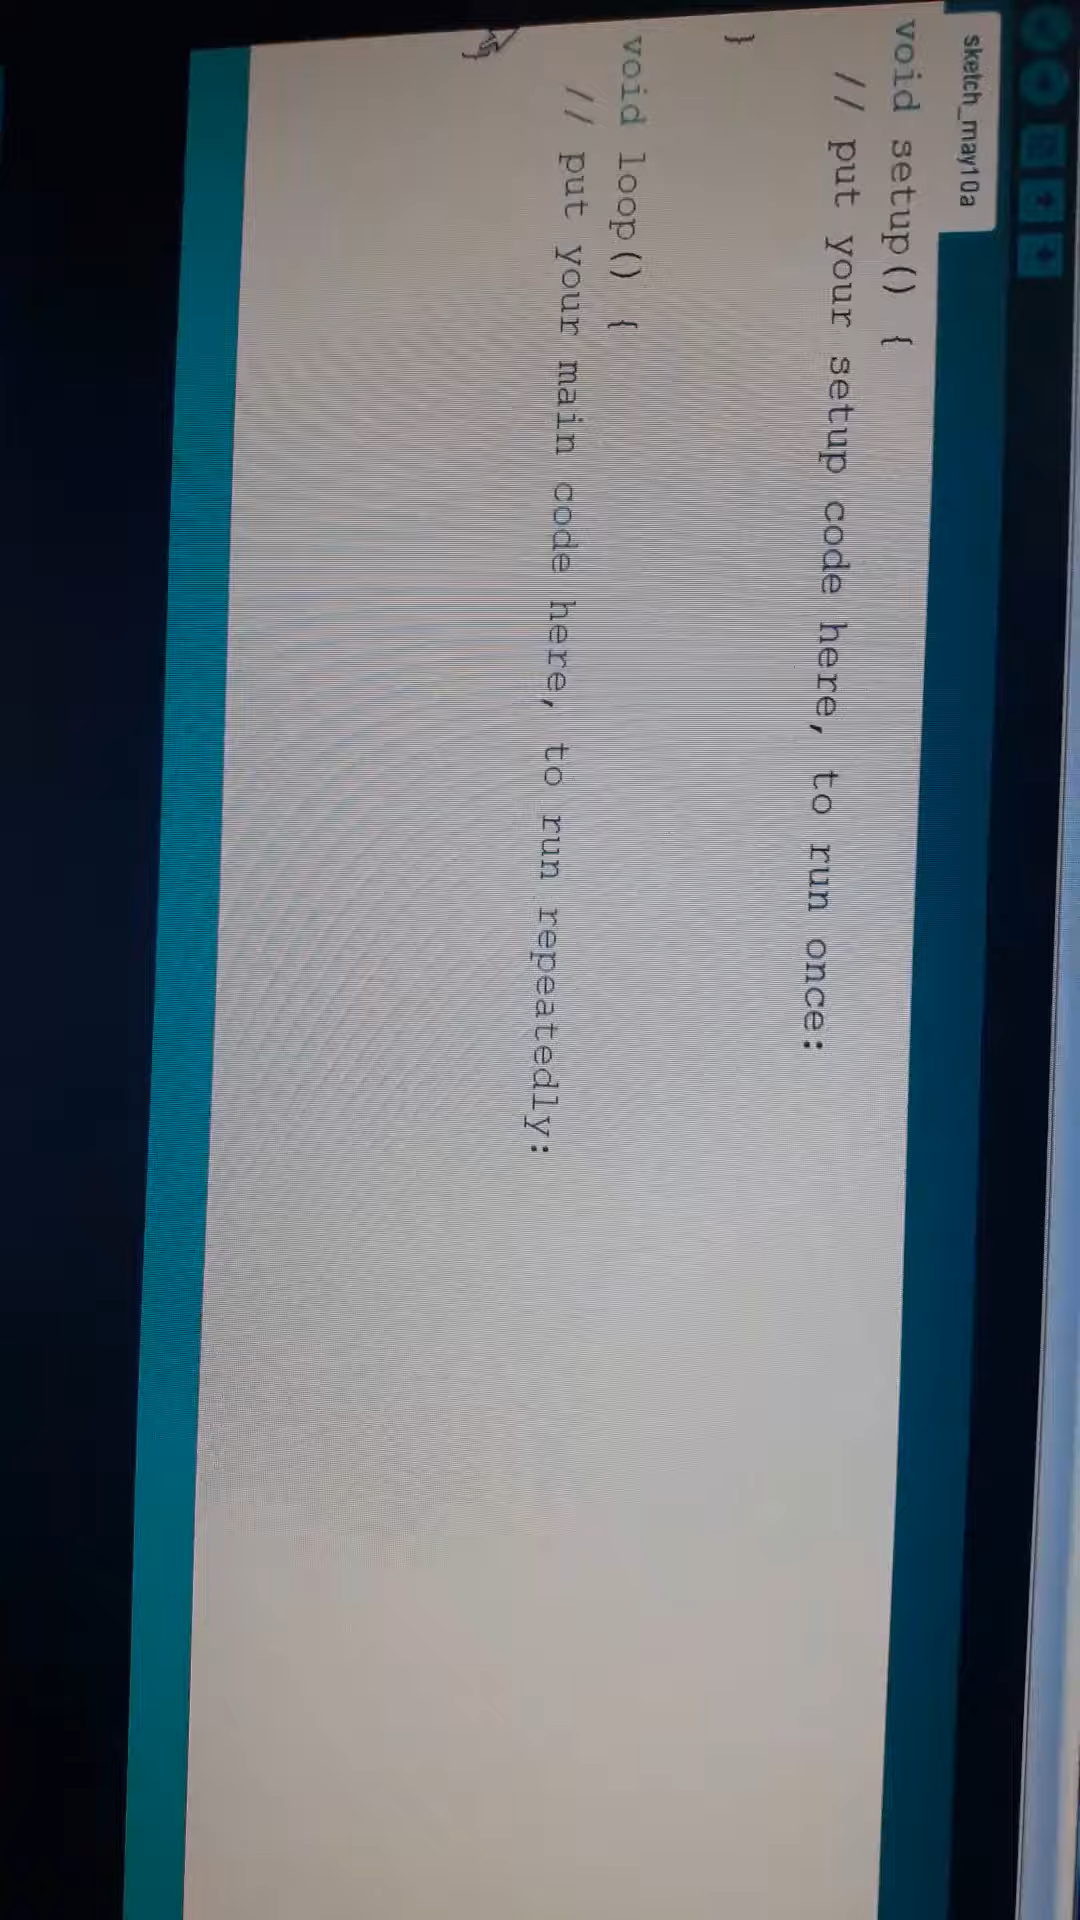 sketch_may10a
void setup() {
// put your setup code here, to run once:
}
void loop() {
// put your main code here, to run repeatedly:
}